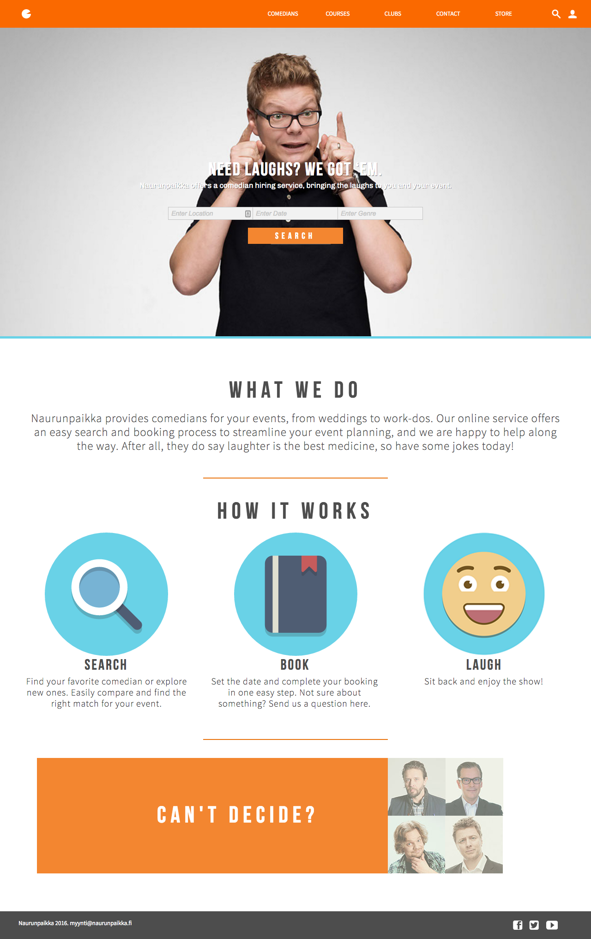 COMEDIANS COURSES CLUBS CONTACT STORE
NEED LAUGHS? WE GOT 'EM.
Naurunpaikka offers a comedian hiring service, bringing the laughs to you and your event.
Enter Location Enter Date Enter Genre
SEARCH
WHAT WE DO
Naurunpaikka provides comedians for your events, from weddings to work-dos. Our online service offers
an easy search and booking process to streamline your event planning, and we are happy to help along
the way. After all, they do say laughter is the best medicine, so have some jokes today!
HOW IT WORKS
SEARCH
Find your favorite comedian or explore
new ones. Easily compare and find the
right match for your event.
BOOK
Set the date and complete your booking
in one easy step. Not sure about
something? Send us a question here.
LAUGH
Sit back and enjoy the show!
CAN'T DECIDE?
Naurunpaikka 2016. myynti@naurunpaikka.fi